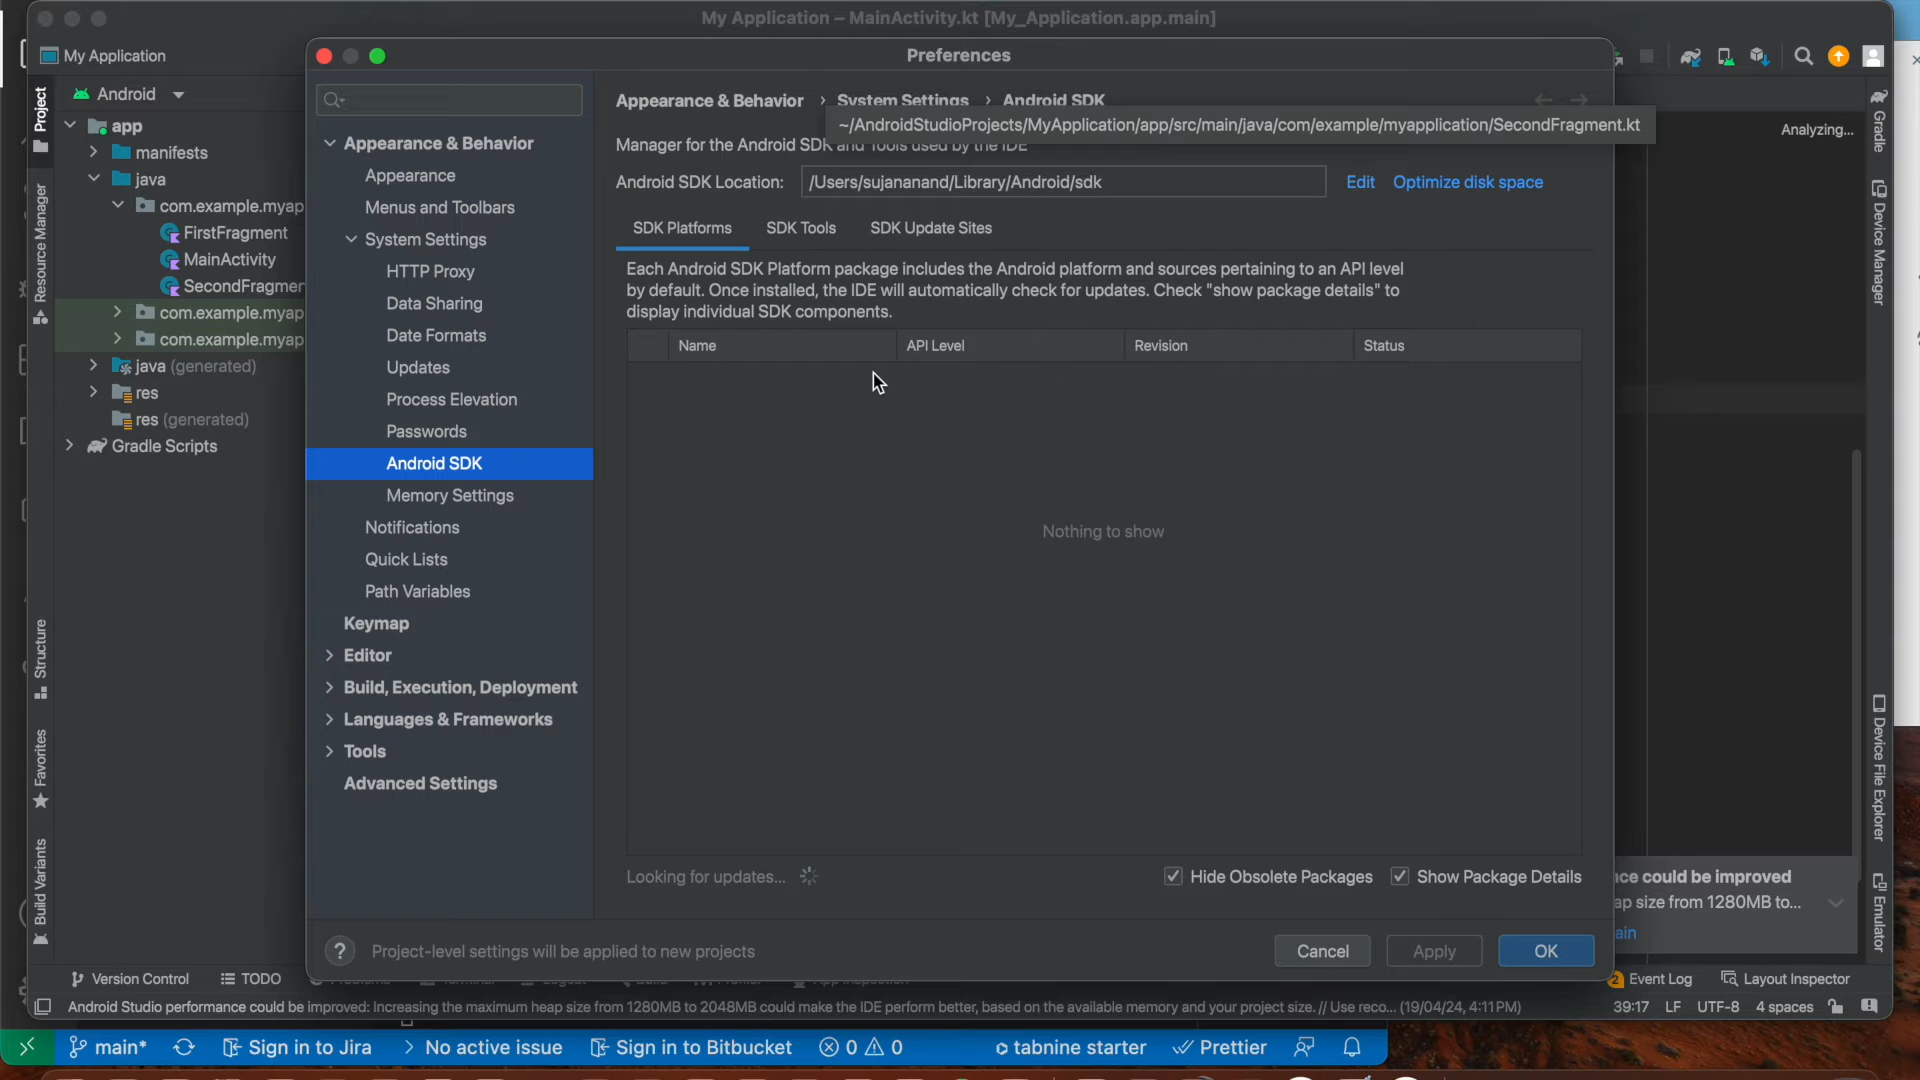 My Application – MainActivity.kt [My_Application.app.main]
My Application
Preferences
Project
Android
Appearance & Behavior › System Settings › Android SDK
~/AndroidStudioProjects/MyApplication/app/src/main/java/com/example/myapplication/SecondFragment.kt
Analyzing...
Gradle
app
Appearance & Behavior
Manager for the Android SDK and Tools used by the IDE
manifests
Appearance
Android SDK Location: /Users/sujananand/Library/Android/sdk Edit Optimize disk space
java
Menus and Toolbars
com.example.myap
SDK Platforms SDK Tools SDK Update Sites
Resource Manager
Device Manager
FirstFragment
System Settings
MainActivity
HTTP Proxy
Each Android SDK Platform package includes the Android platform and sources pertaining to an API level
by default. Once installed, the IDE will automatically check for updates. Check "show package details" to
display individual SDK components.
SecondFragmen
Data Sharing
com.example.myap
Date Formats
com.example.myap
Name API Level Revision Status
java (generated)
Updates
res
Process Elevation
res (generated)
Passwords
Gradle Scripts
Android SDK
Memory Settings
Notifications
Nothing to show
Quick Lists
Path Variables
Keymap
Structure
Editor
Build, Execution, Deployment
Languages & Frameworks
Tools
Favorites
Device File Explorer
Advanced Settings
Build Variants
Looking for updates...
Hide Obsolete Packages
Show Package Details
nce could be improved
ap size from 1280MB to...
ain
Emulator
? Project-level settings will be applied to new projects
Cancel Apply OK
Version Control TODO
2 Event Log Layout Inspector
Android Studio performance could be improved: Increasing the maximum heap size from 1280MB to 2048MB could make the IDE perform better, based on the available memory and your project size. // Use reco... (19/04/24, 4:11 PM)
39:17 LF UTF-8 4 spaces
main* Sign in to Jira No active issue Sign in to Bitbucket 0 0 tabnine starter Prettier